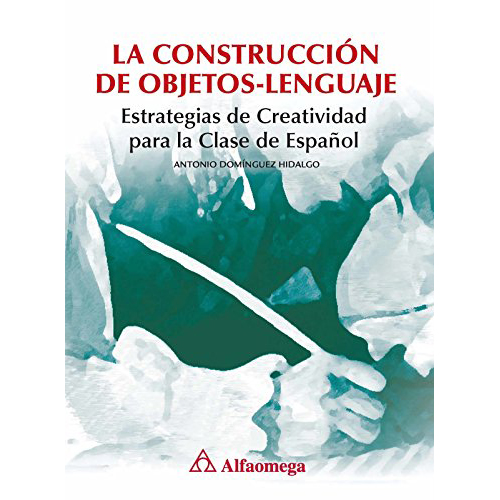 LA CONSTRUCCIÓN
DE OBJETOS-LENGUAJE
Estrategias de Creatividad
para la Clase de Español
ANTONIO DOMÍNGUEZ HIDALGO
Alfaomega